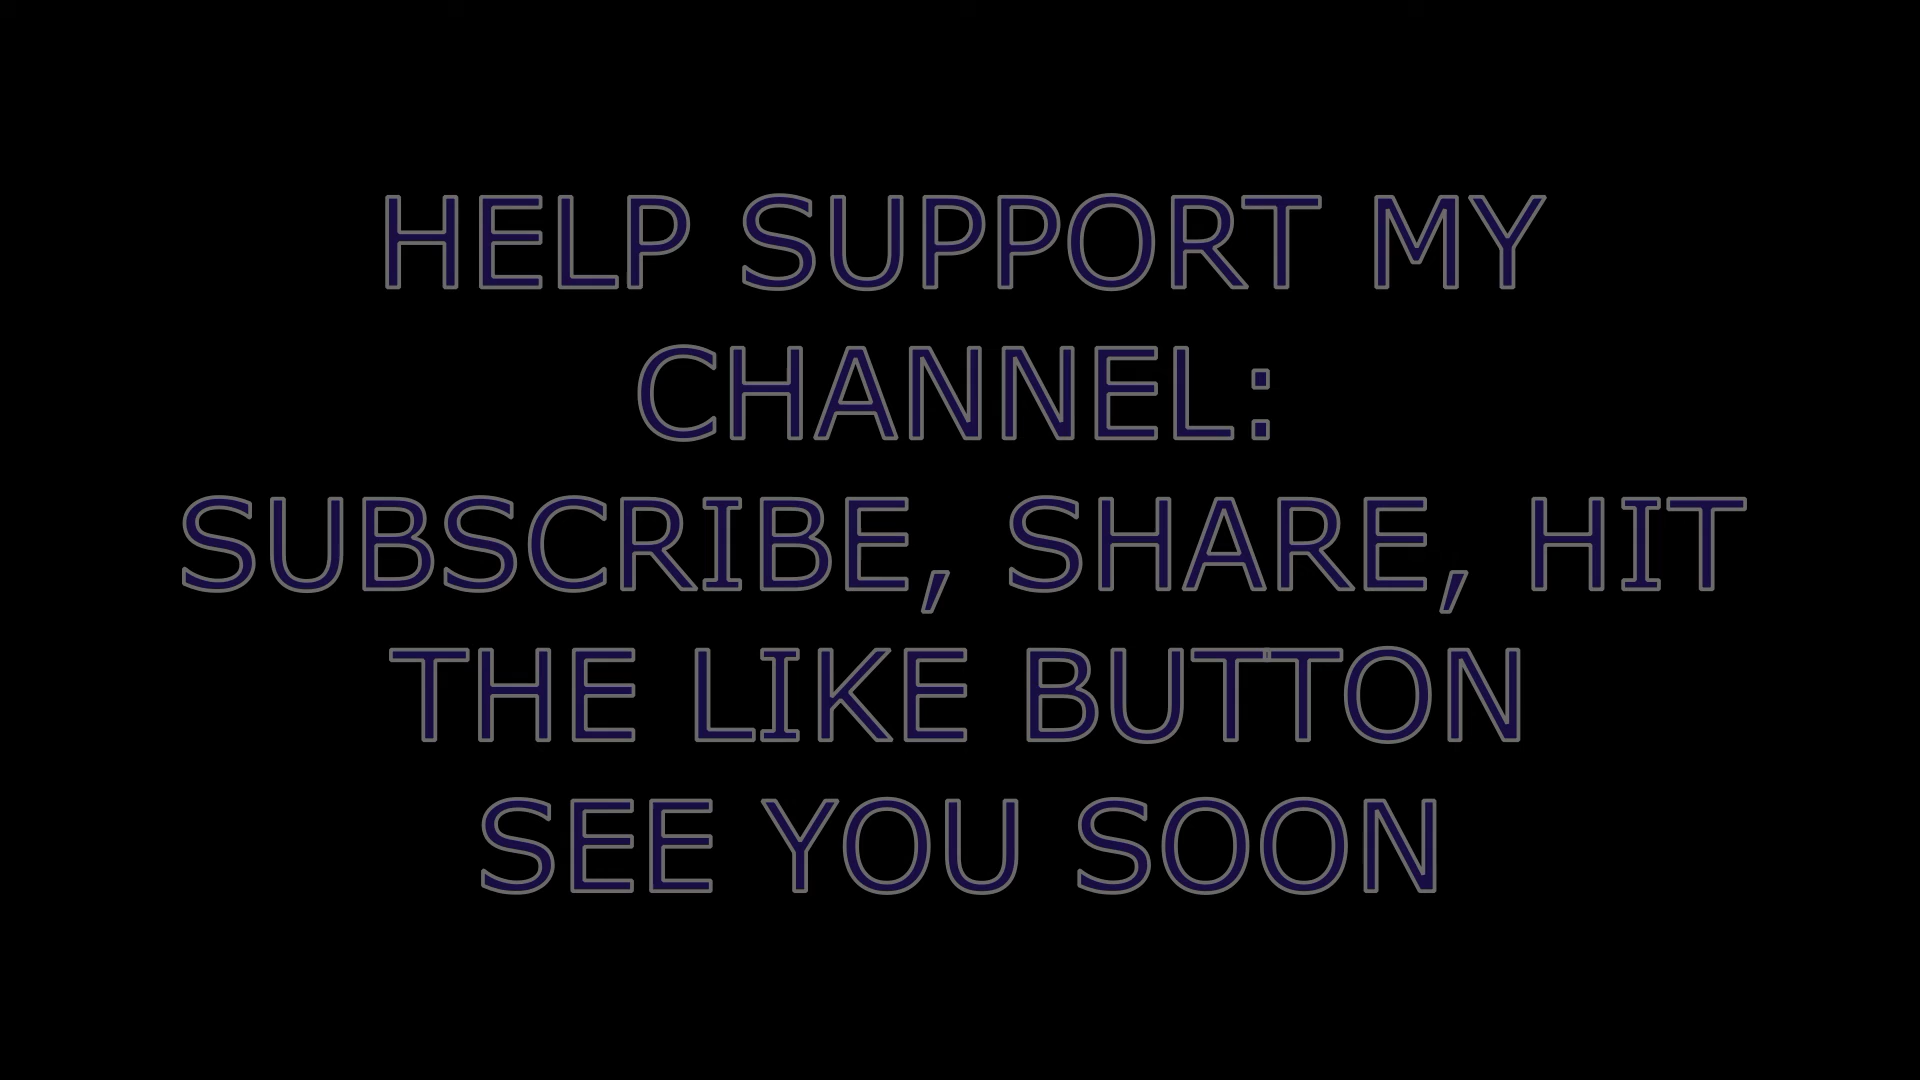 HELP SUPPORT MY
CHANNEL:
SUBSCRIBE, SHARE, HIT
THE LIKE BUTTON
SEE YOU SOON